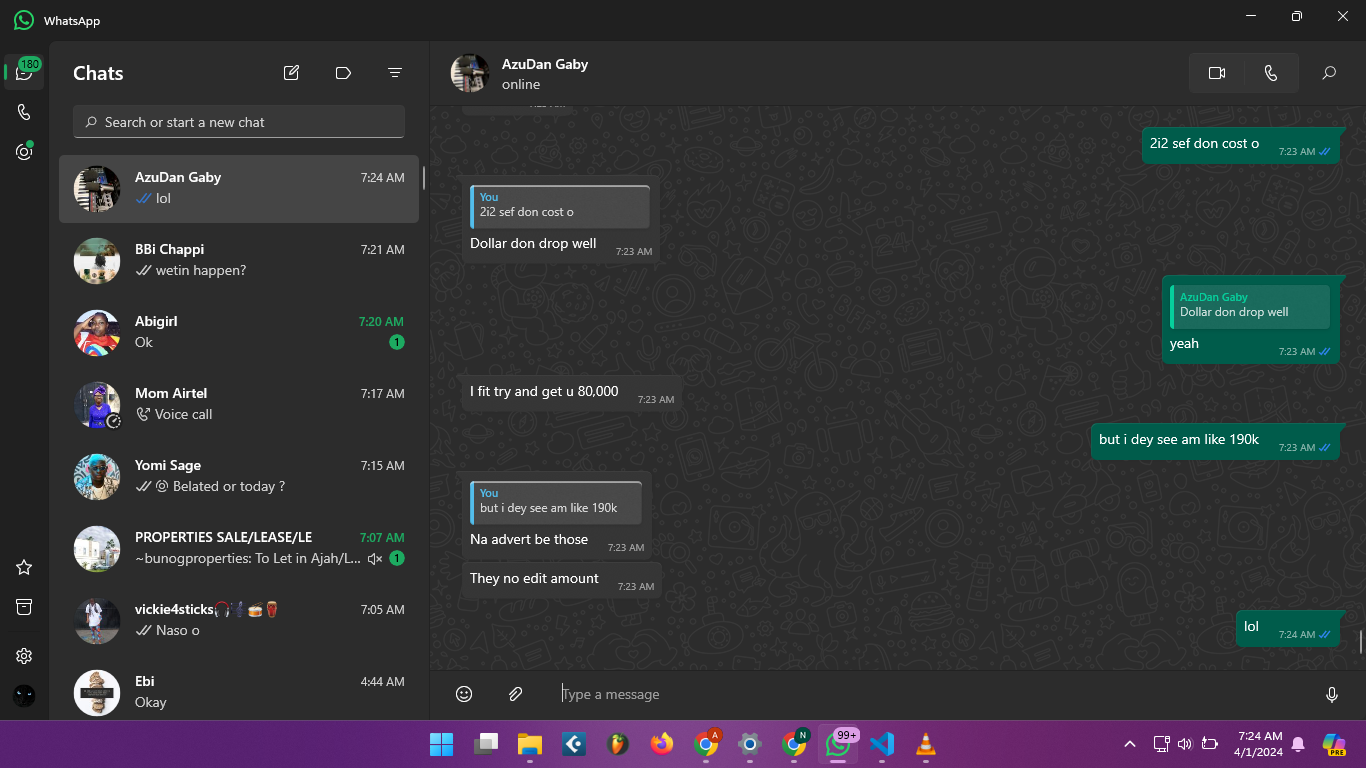 WhatsApp
180
Chats
Search or start a new chat
AzuDan Gaby
7:24 AM
lol
BBi Chappi
7:21 AM
wetin happen?
Abigirl
7:20 AM
Ok
1
Mom Airtel
7:17 AM
Voice call
Yomi Sage
7:15 AM
Belated or today ?
PROPERTIES SALE/LEASE/LE
7:07 AM
~bunogproperties: To Let in Ajah/L...
1
vickie4sticks
7:05 AM
Naso o
Ebi
4:44 AM
Okay
AzuDan Gaby
online
2i2 sef don cost o
7:23 AM
You
2i2 sef don cost o
Dollar don drop well
7:23 AM
AzuDan Gaby
Dollar don drop well
yeah
7:23 AM
I fit try and get u 80,000
7:23 AM
but i dey see am like 190k
7:23 AM
You
but i dey see am like 190k
Na advert be those
7:23 AM
They no edit amount
7:23 AM
lol
7:24 AM
Type a message
A
N
99+
7:24 AM
4/1/2024
PRE